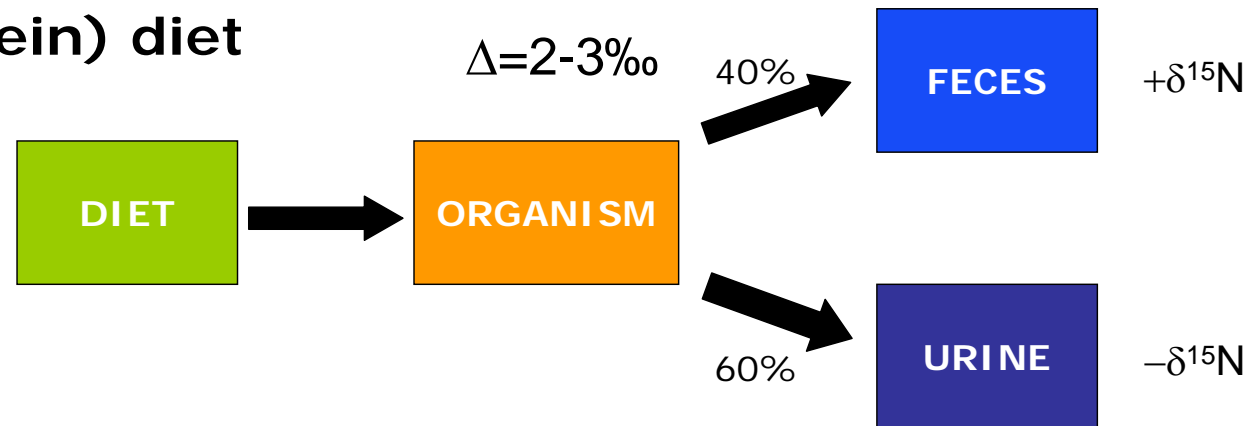 ein) diet
Δ=2-3‰
40%
FECES
+δ¹⁵N
DIET
ORGANISM
60%
URINE
−δ¹⁵N